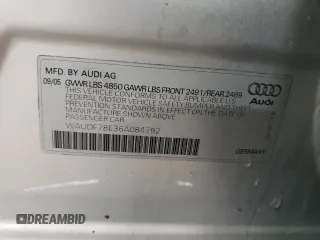 MFD. BY AUDI AG
09/05 GVWR LBS 4850 GAWR LBS FRONT 2491/REAR 2469
THIS VEHICLE CONFORMS TO ALL APPLICABLE
FEDERAL MOTOR VEHICLE SAFETY, BUMPER AND THEFT
PREVENTION STANDARDS IN EFFECT ON THE DATE OF
MANUFACTURE SHOWN ABOVE
PASSENGER CAR
WAUDF78E36A084792
Audi
GERMANY
DREAMBID